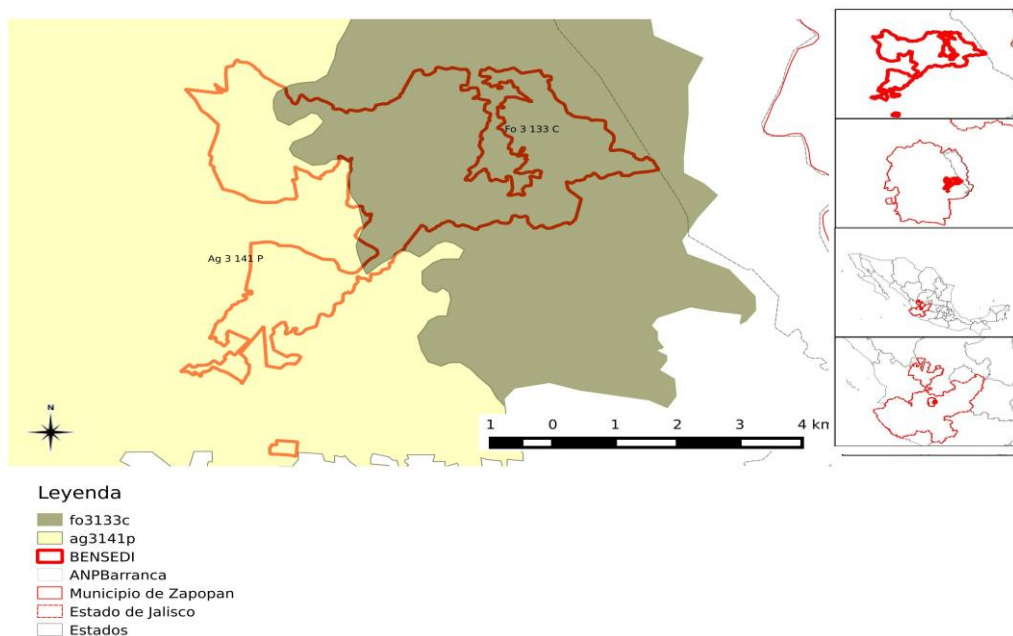 Fo 3 133 C
Ag 3 141 P
N
1 0 1 2 3 4 km
Leyenda
fo3133c
ag3141p
BENSEDI
ANPBarranca
Municipio de Zapopan
Estado de Jalisco
Estados